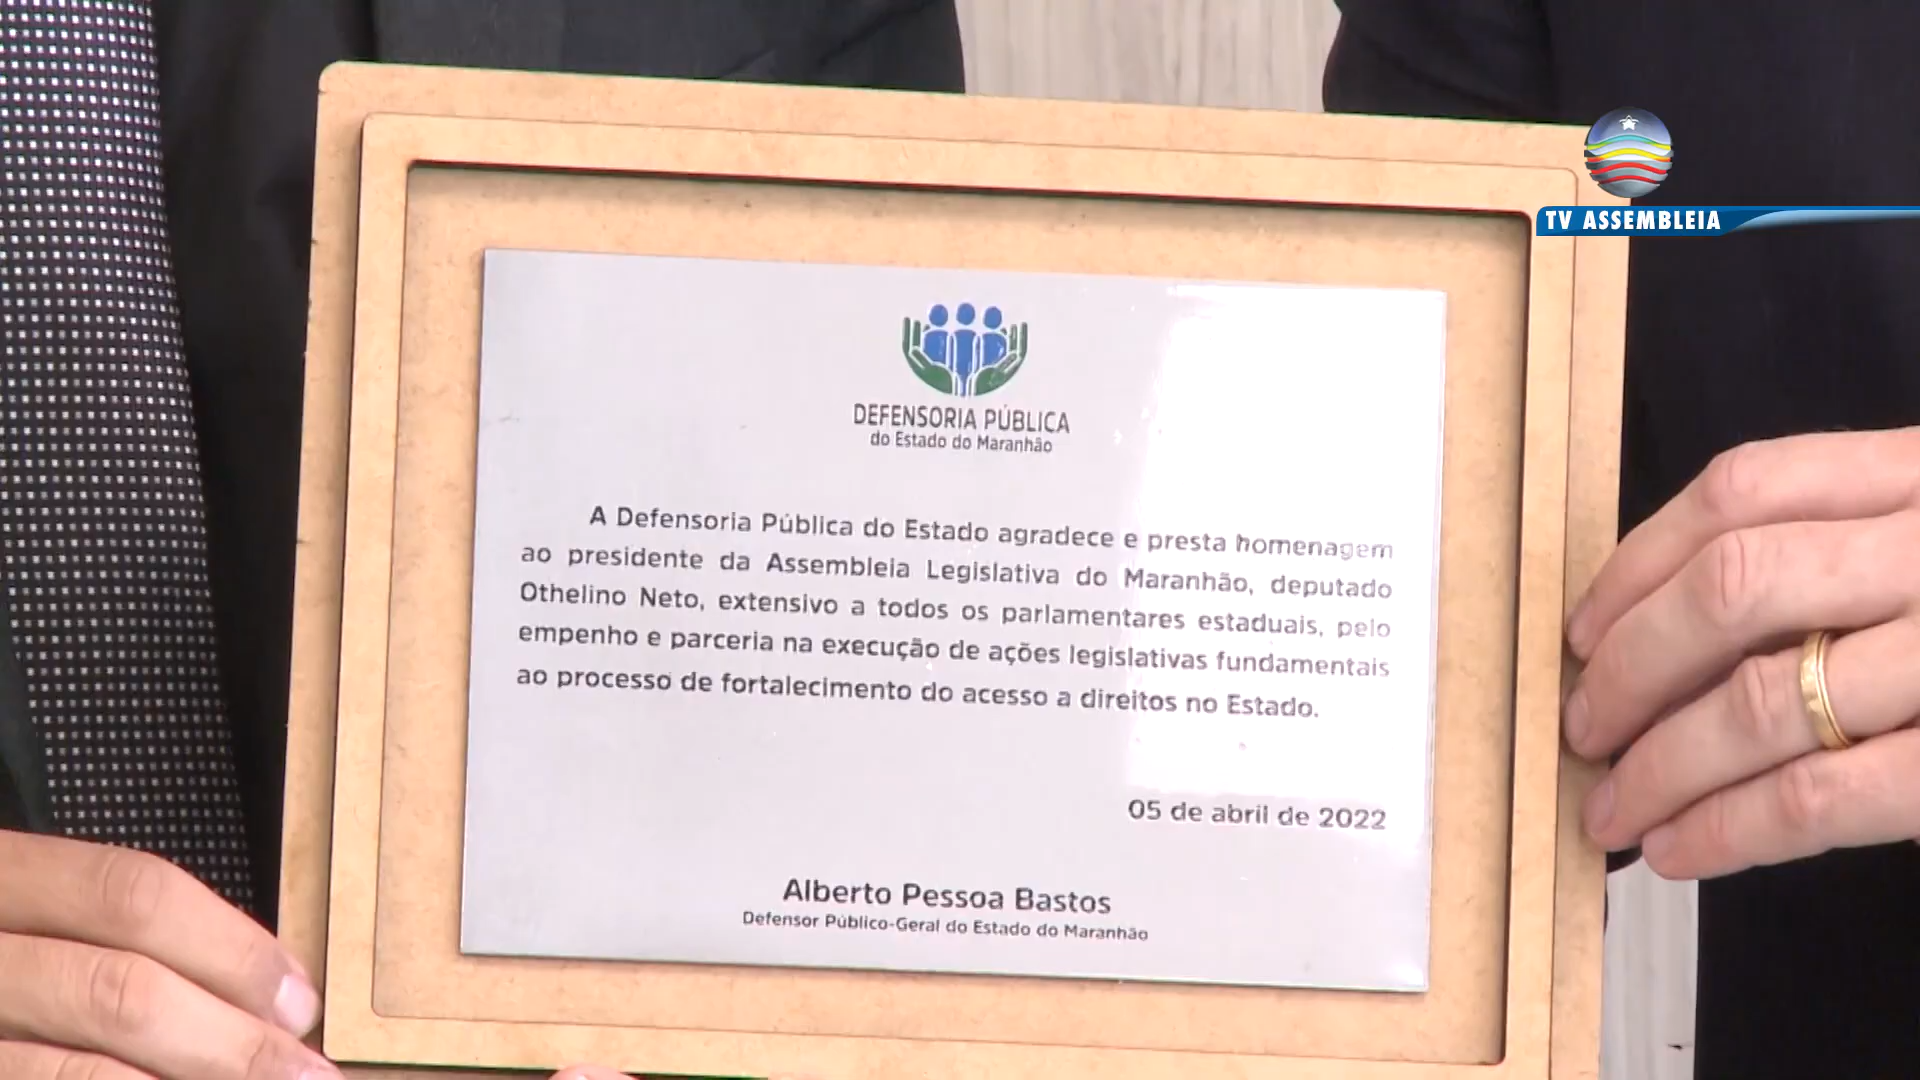 TV ASSEMBLEIA
DEFENSORIA PÚBLICA
do Estado do Maranhão
A Defensoria Pública do Estado agradece e presta homenagem
ao presidente da Assembleia Legislativa do Maranhão, deputado
Othelino Neto, extensivo a todos os parlamentares estaduais, pelo
empenho e parceria na execução de ações legislativas fundamentais
ao processo de fortalecimento do acesso a direitos no Estado.
05 de abril de 2022
Alberto Pessoa Bastos
Defensor Público-Geral do Estado do Maranhão